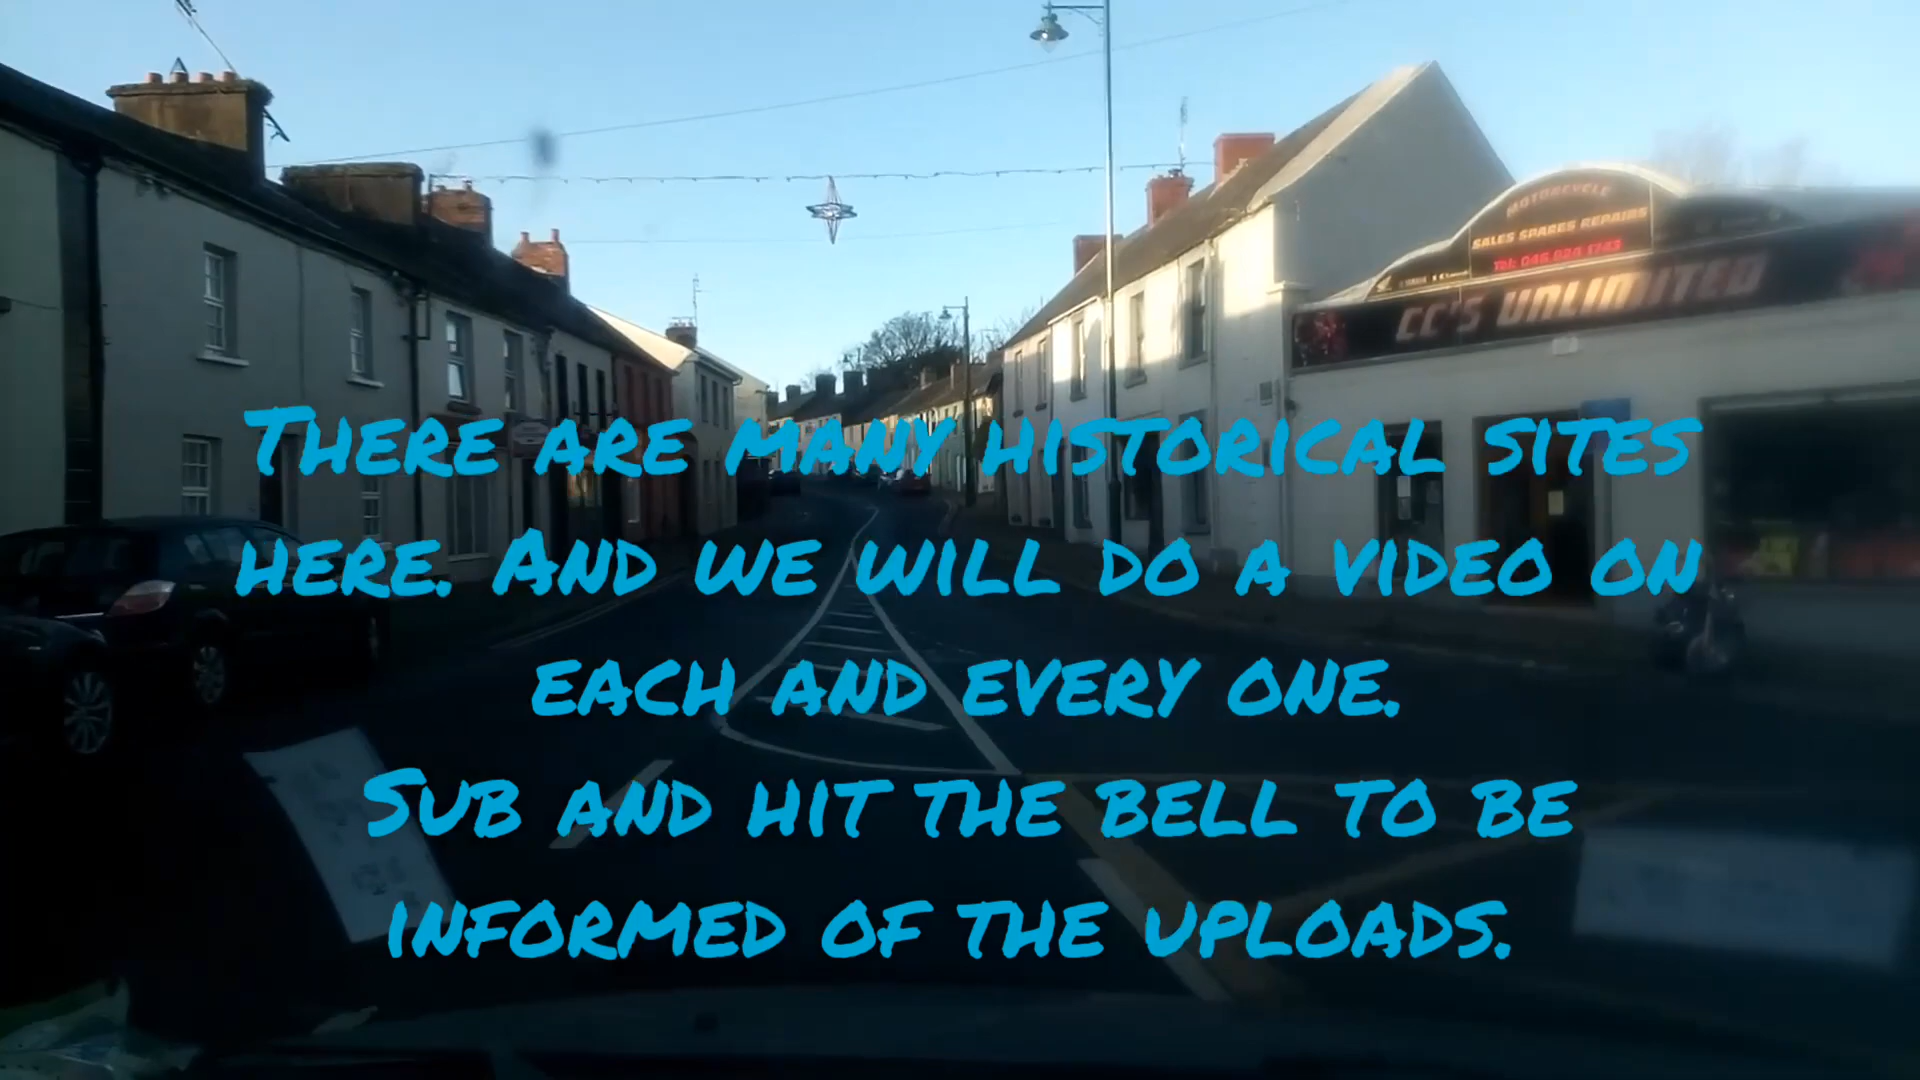 MOTORCYCLE
SALES SPARES REPAIRS
CC'S UNLIMITED
There are many historical sites
here. And we will do a video on
each and every one.
Sub and hit the bell to be
informed of the uploads.